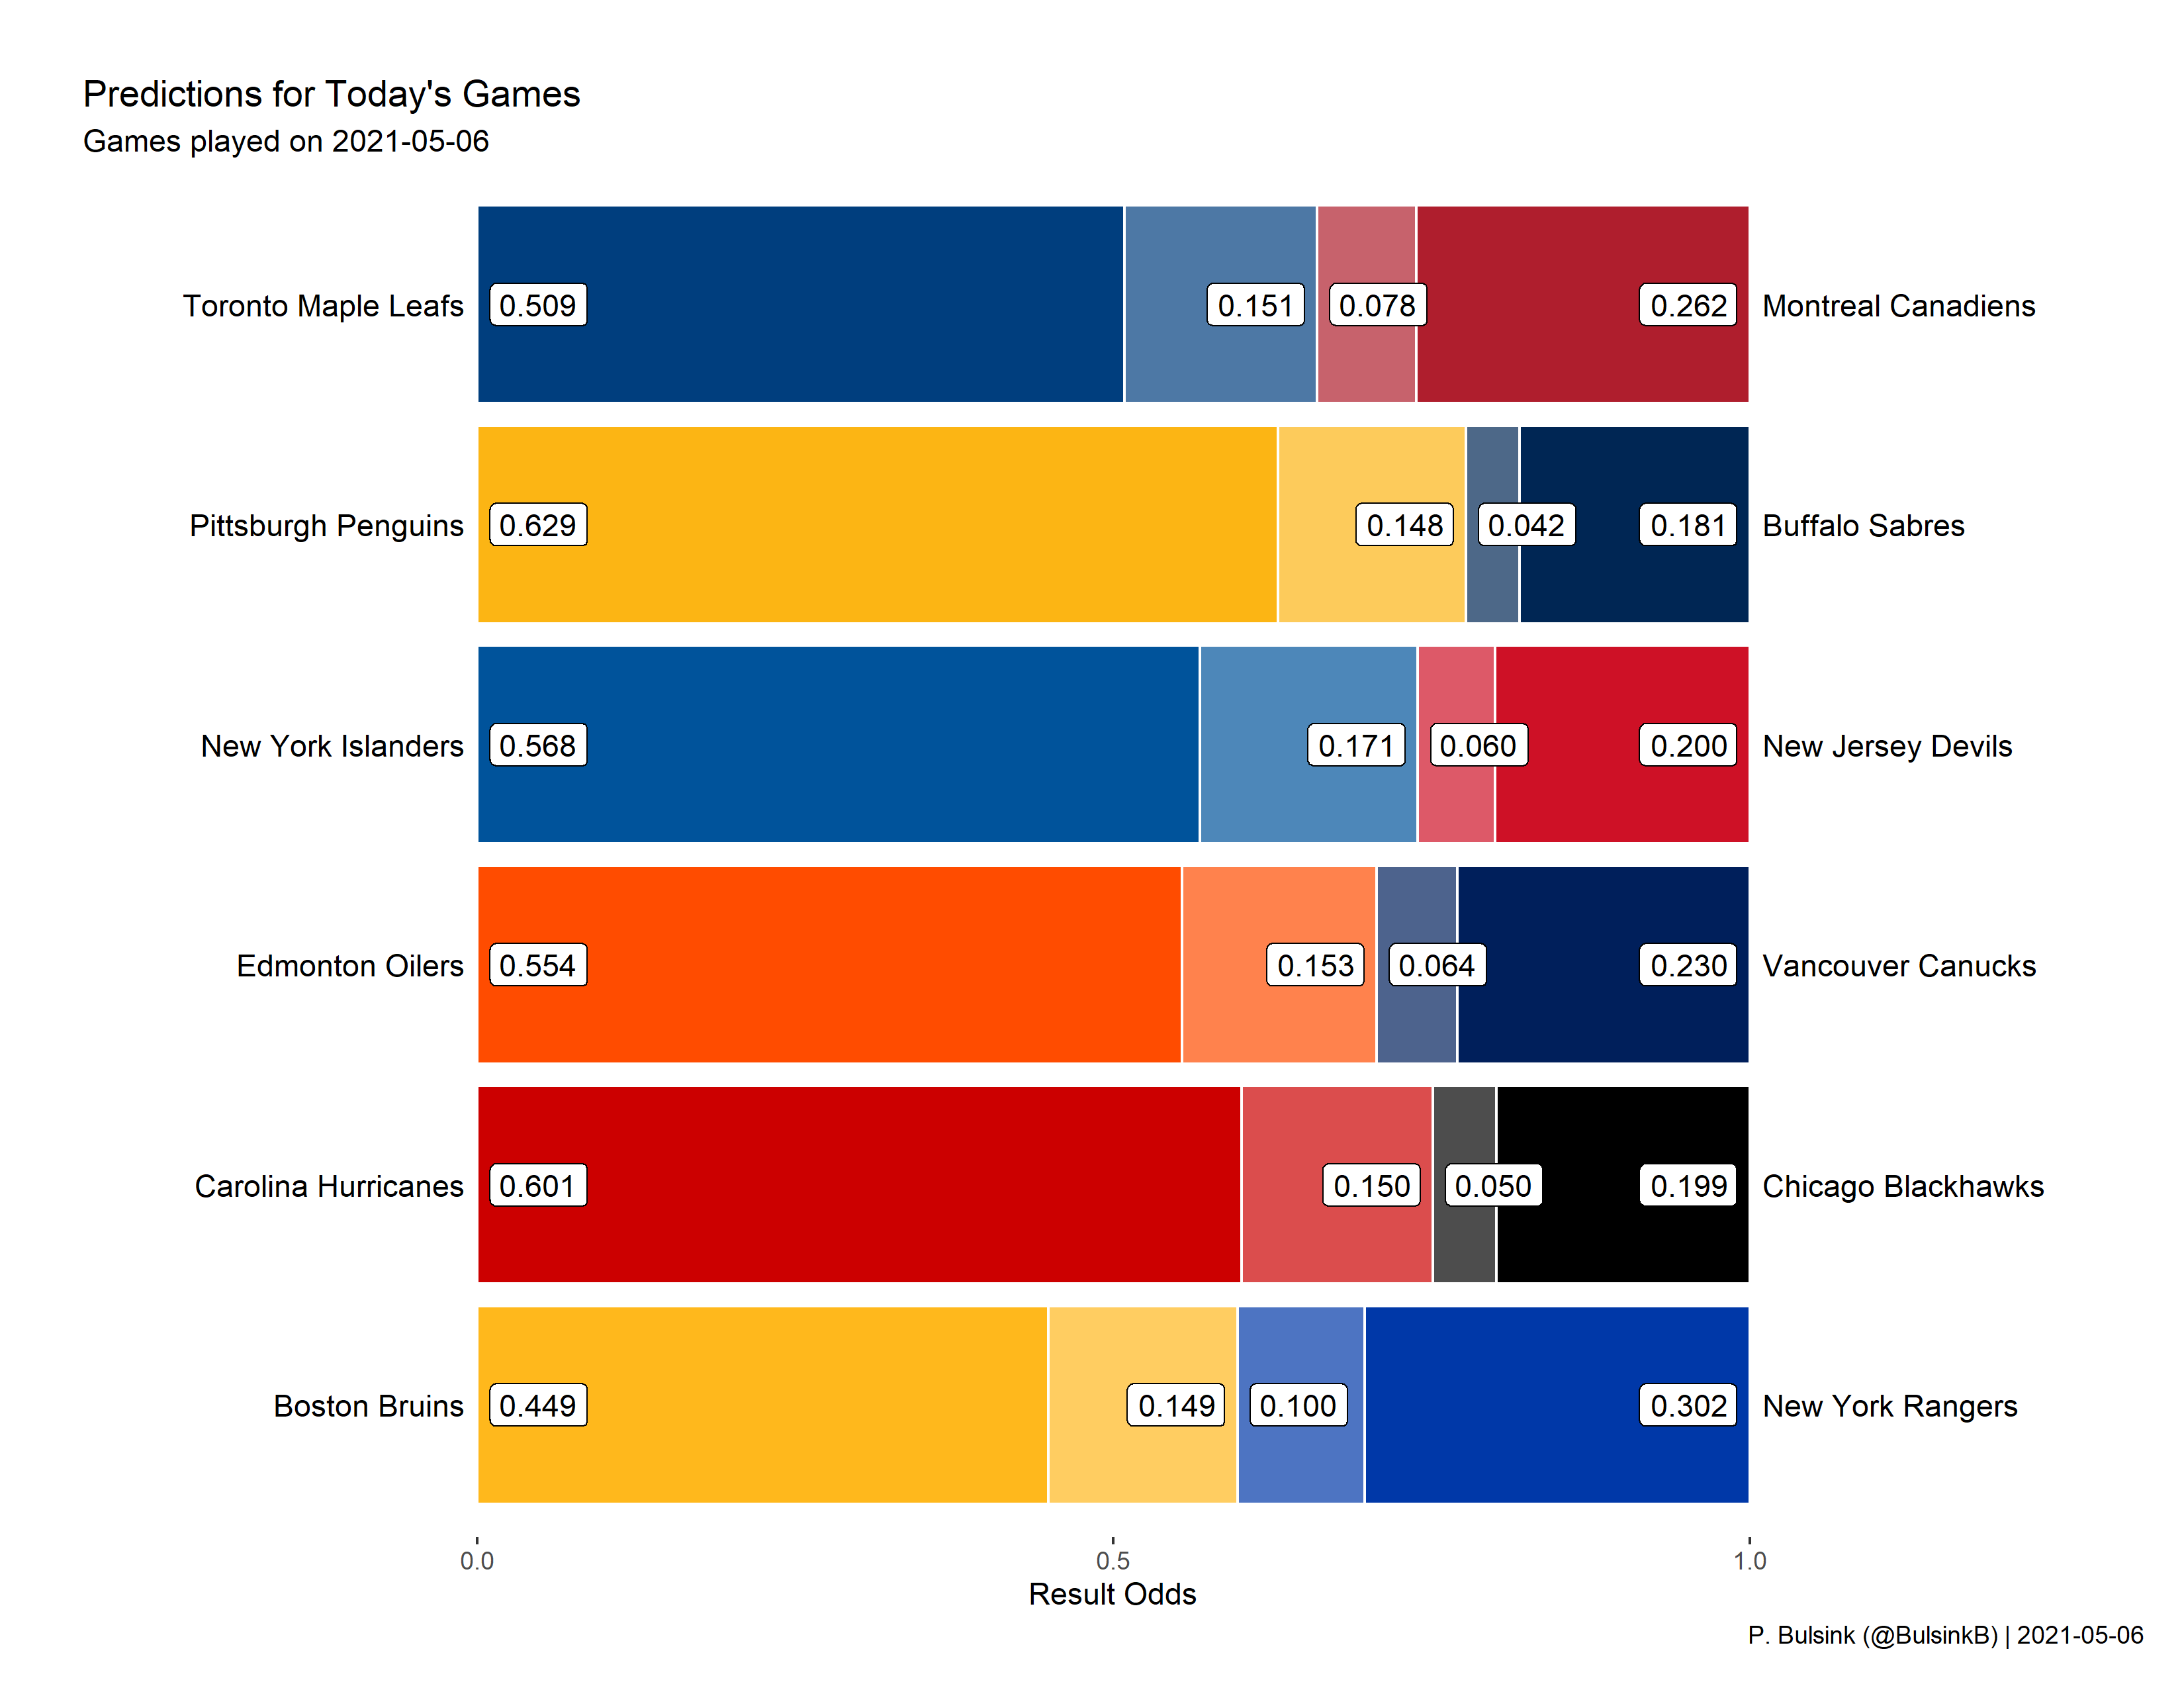 Predictions for Today's Games
Games played on 2021-05-06
Toronto Maple Leafs 0.509 0.151 0.078 0.262 Montreal Canadiens
Pittsburgh Penguins 0.629 0.148 0.042 0.181 Buffalo Sabres
New York Islanders 0.568 0.171 0.060 0.200 New Jersey Devils
Edmonton Oilers 0.554 0.153 0.064 0.230 Vancouver Canucks
Carolina Hurricanes 0.601 0.150 0.050 0.199 Chicago Blackhawks
Boston Bruins 0.449 0.149 0.100 0.302 New York Rangers
0.0 0.5 1.0
Result Odds
P. Bulsink (@BulsinkB) | 2021-05-06